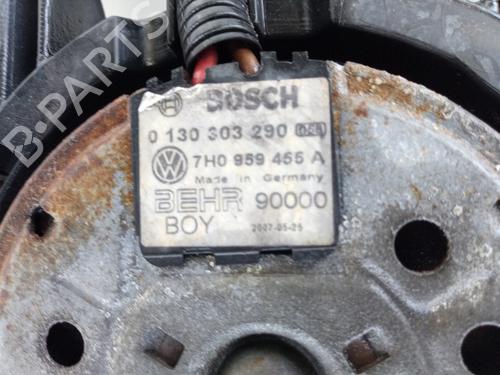 BOSCH
0 130 303 290
7H0 959 455 A
Made in Germany
BEHR 90000
BOY 2007-05-25
B-PARTS